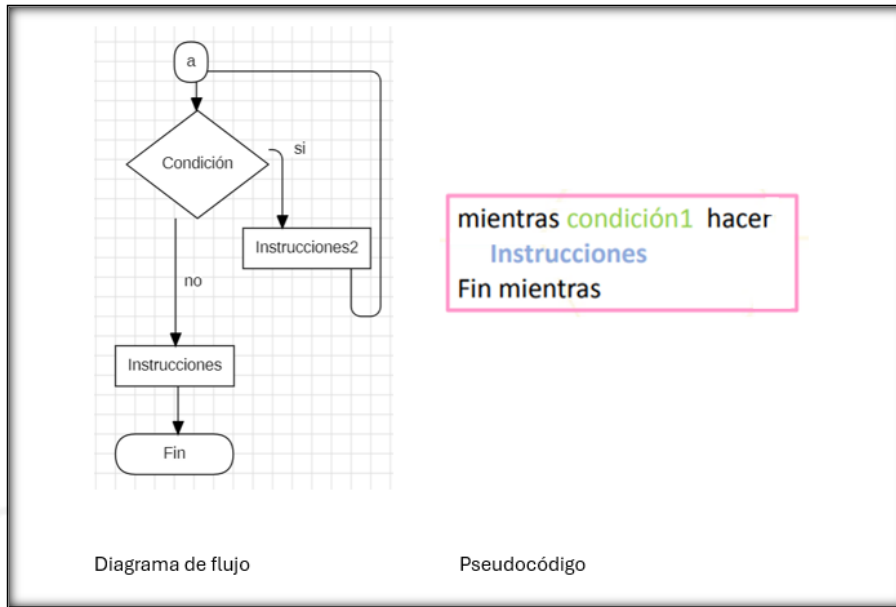 a
Condición
si
Instrucciones2
no
Instrucciones
Fin
mientras condición1 hacer
Instrucciones
Fin mientras
Diagrama de flujo
Pseudocódigo